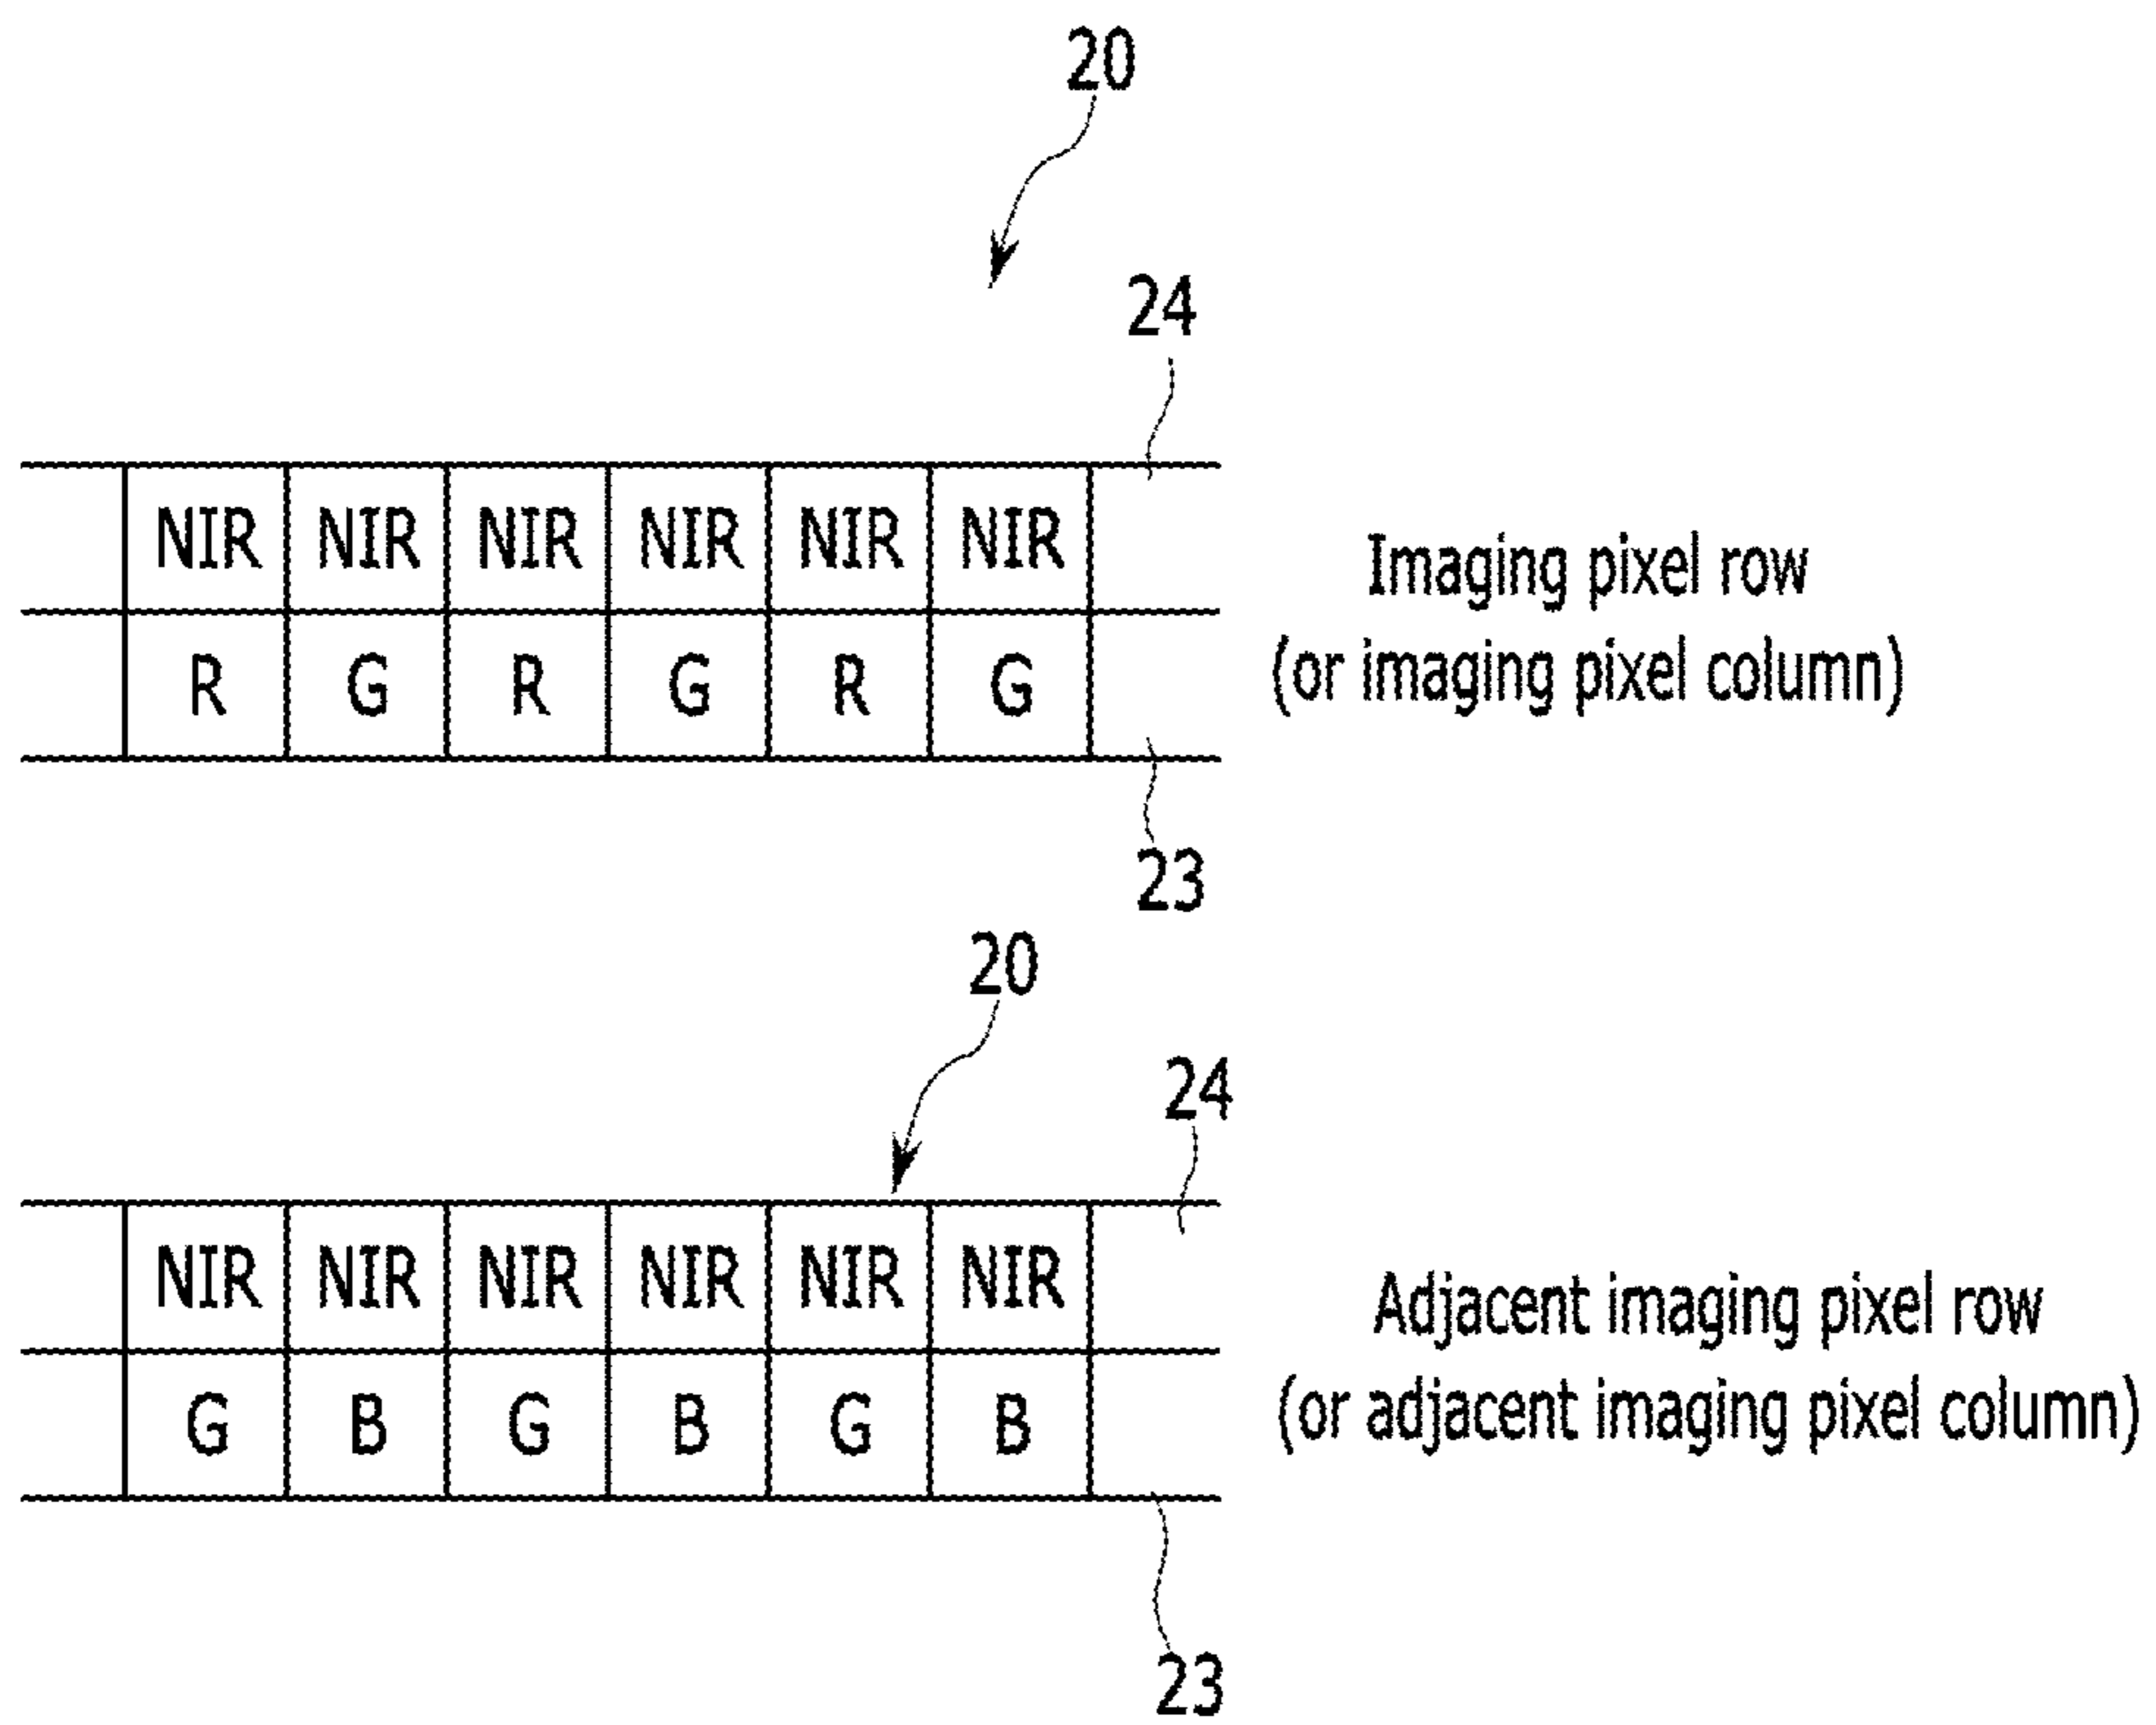 20
24
NIR NIR NIR NIR NIR NIR
R G R G R G
Imaging pixel row
(or imaging pixel column)
23
20
24
NIR NIR NIR NIR NIR NIR
G B G B G B
Adjacent imaging pixel row
(or adjacent imaging pixel column)
23